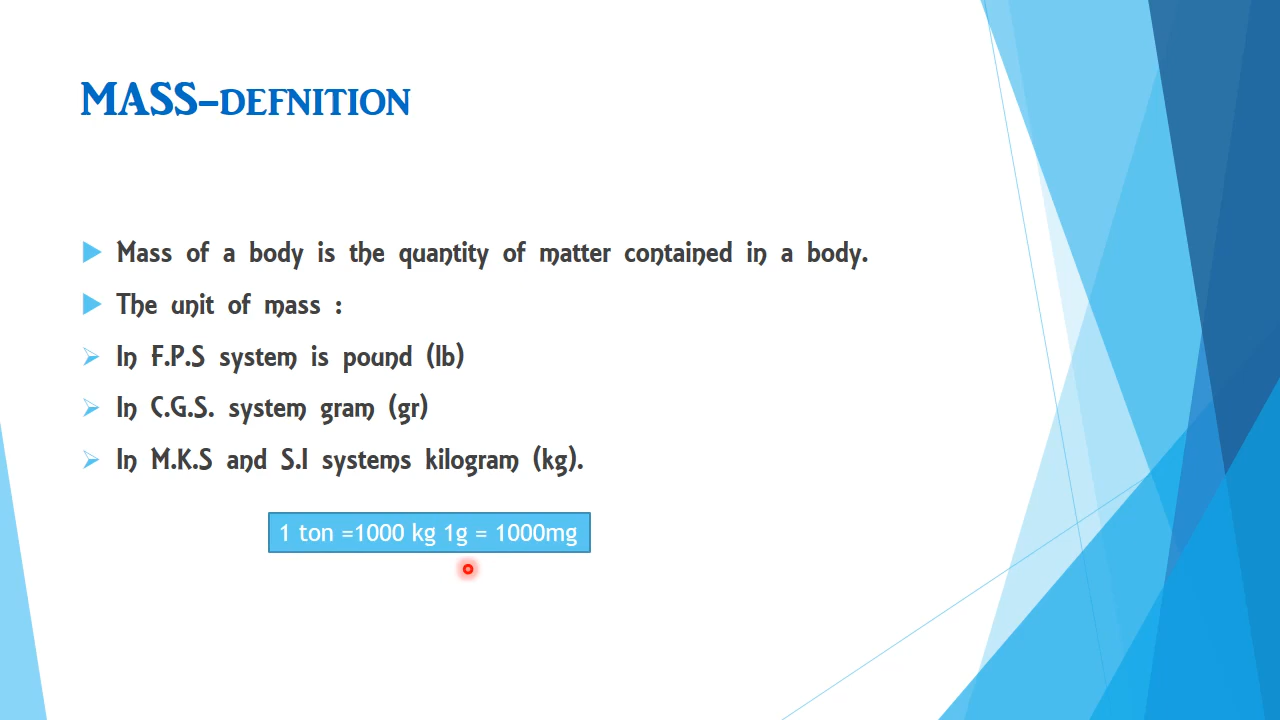 MASS-DEFNITION
Mass of a body is the quantity of matter contained in a body.
The unit of mass :
In F.P.S system is pound (lb)
In C.G.S. system gram (gr)
In M.K.S and S.I systems kilogram (kg).
1 ton =1000 kg 1g = 1000mg